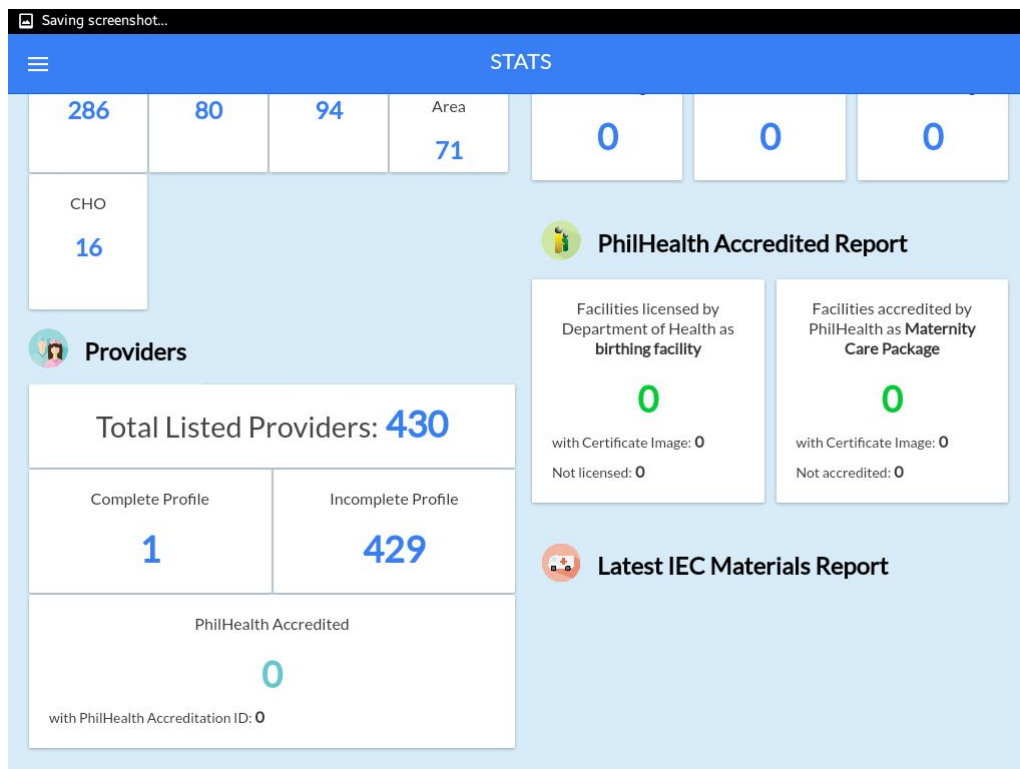 Saving screenshot...
STATS
286
80
94
Area
71
CHO
16
Providers
Total Listed Providers: 430
Complete Profile
1
Incomplete Profile
429
PhilHealth Accredited
0
with PhilHealth Accreditation ID: 0
0
0
0
PhilHealth Accredited Report
Facilities licensed by
Department of Health as
birthing facility
0
with Certificate Image: 0
Not licensed: 0
Facilities accredited by
PhilHealth as Maternity
Care Package
0
with Certificate Image: 0
Not accredited: 0
Latest IEC Materials Report